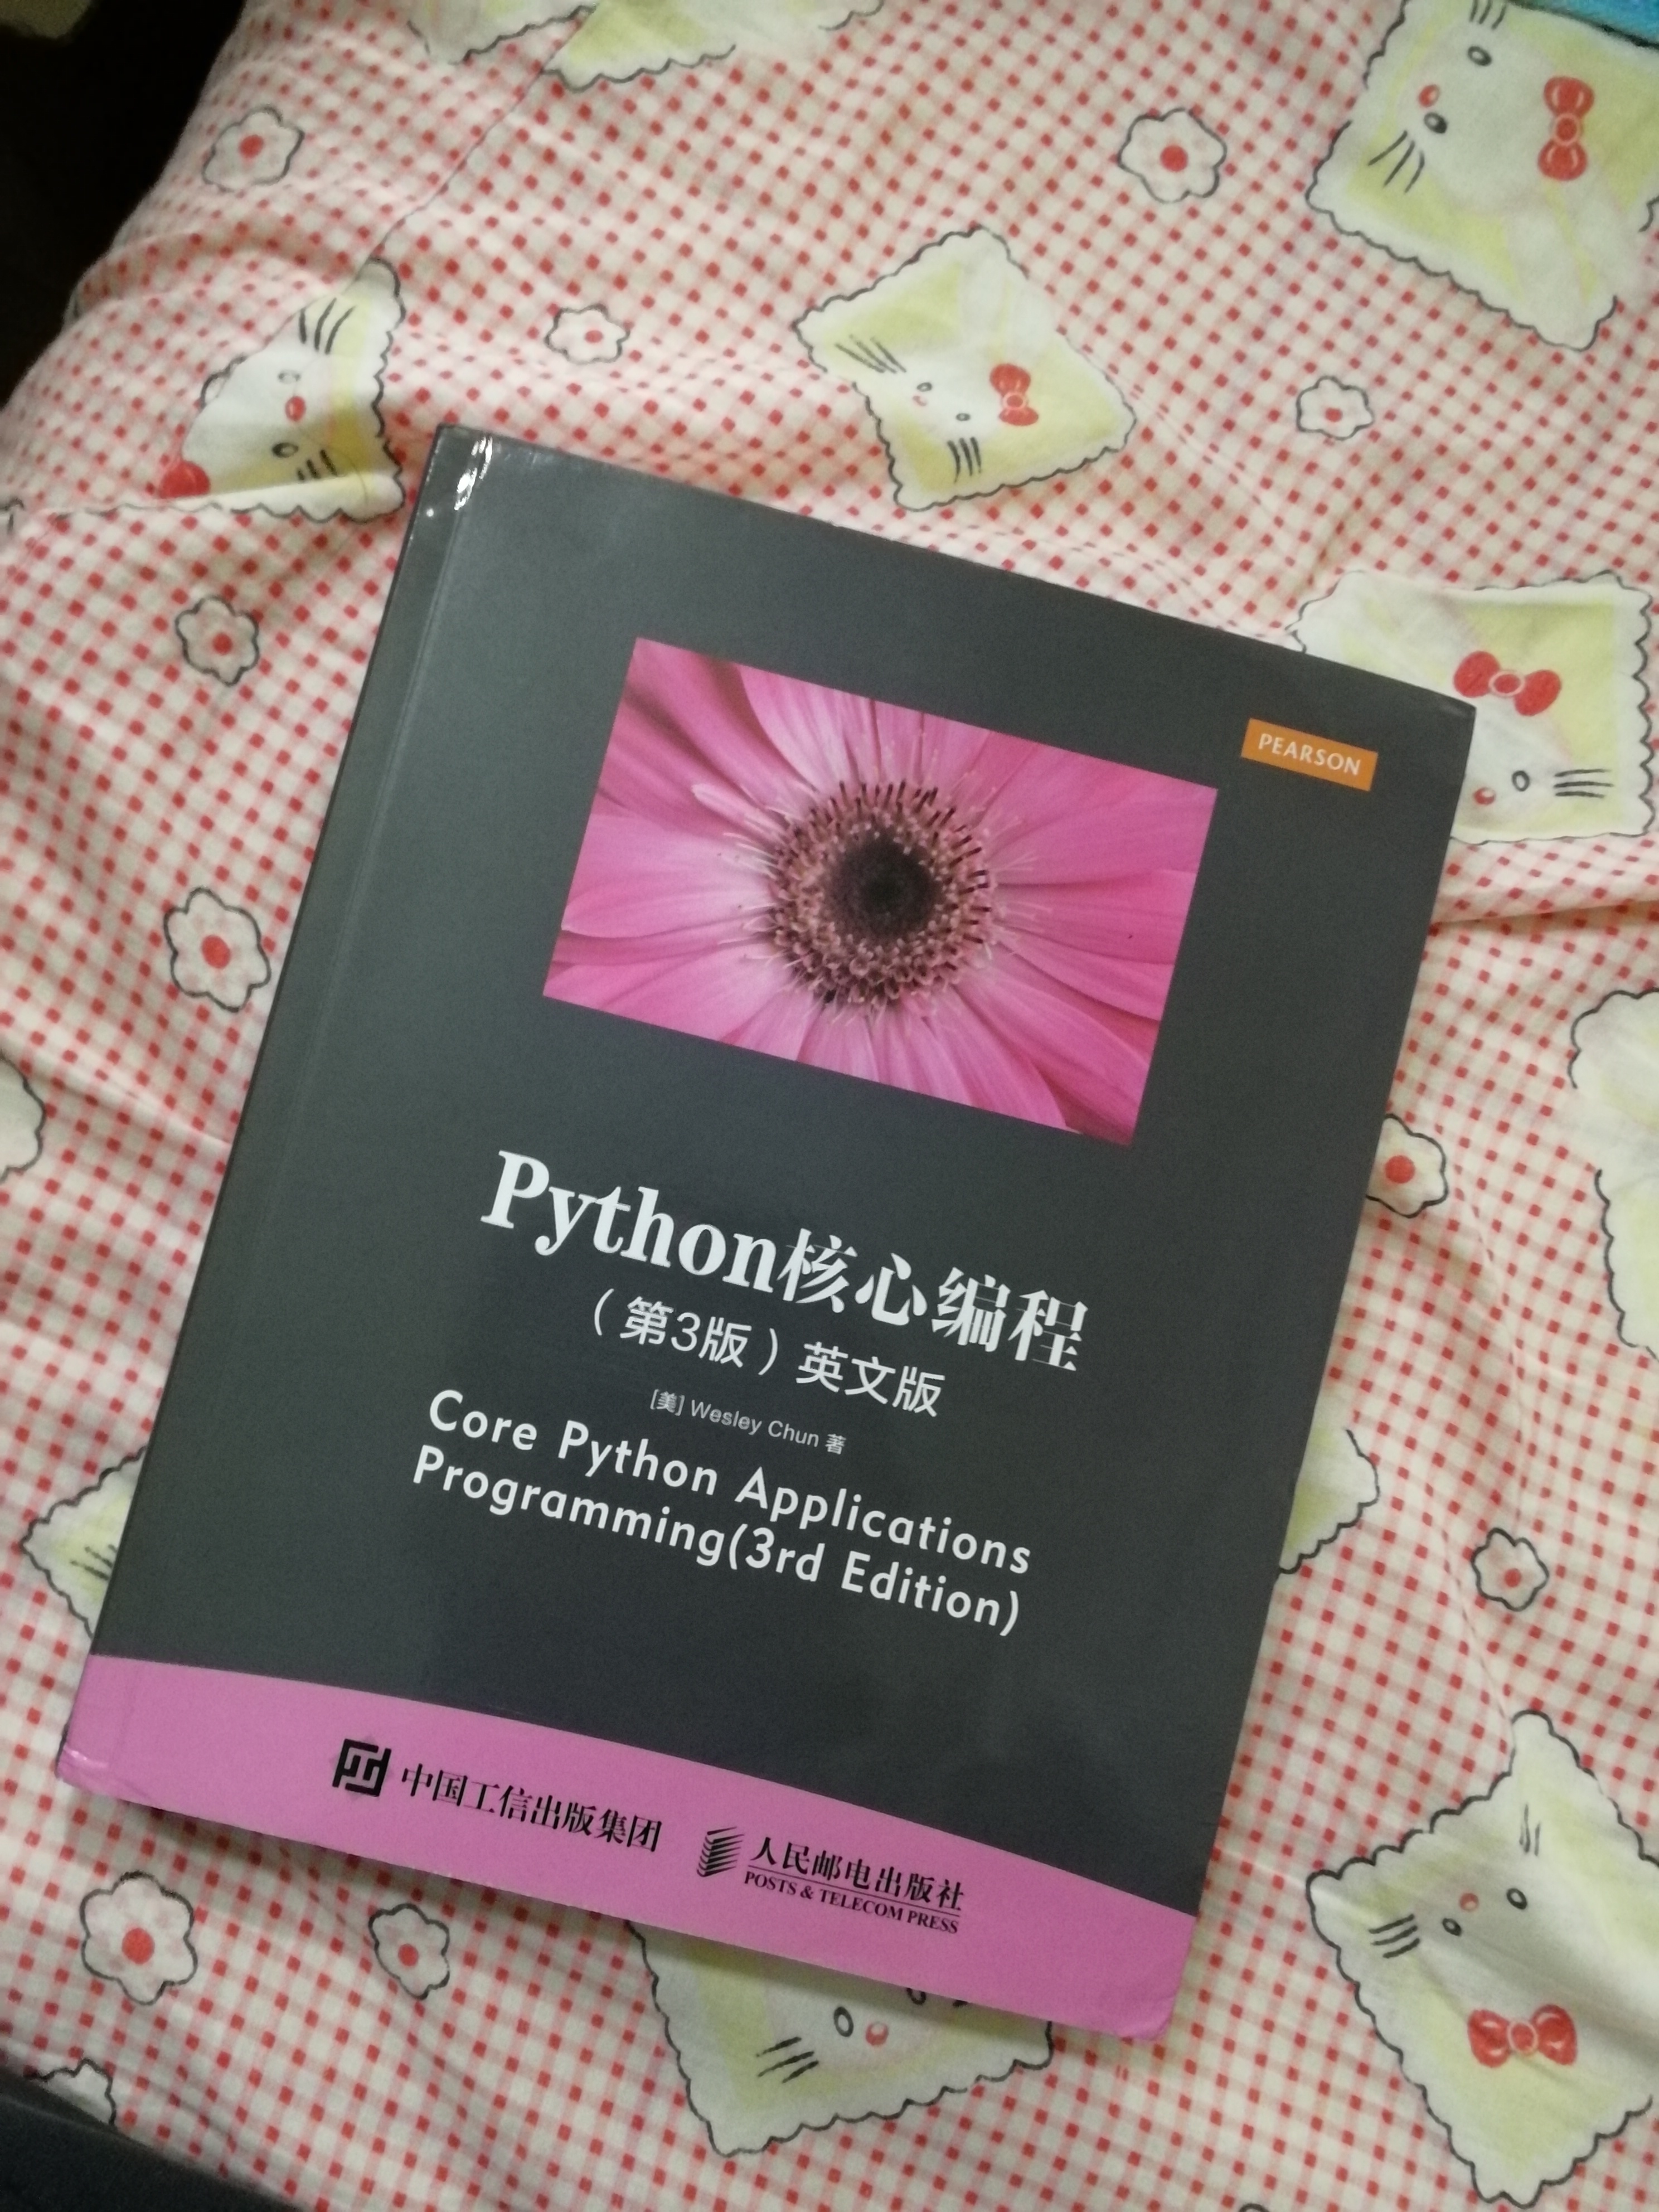 PEARSON
Python核心编程
（第3版）英文版
[美] Wesley Chun 著
Core Python Applications
Programming(3rd Edition)
中国工信出版集团
人民邮电出版社
POSTS & TELECOM PRESS